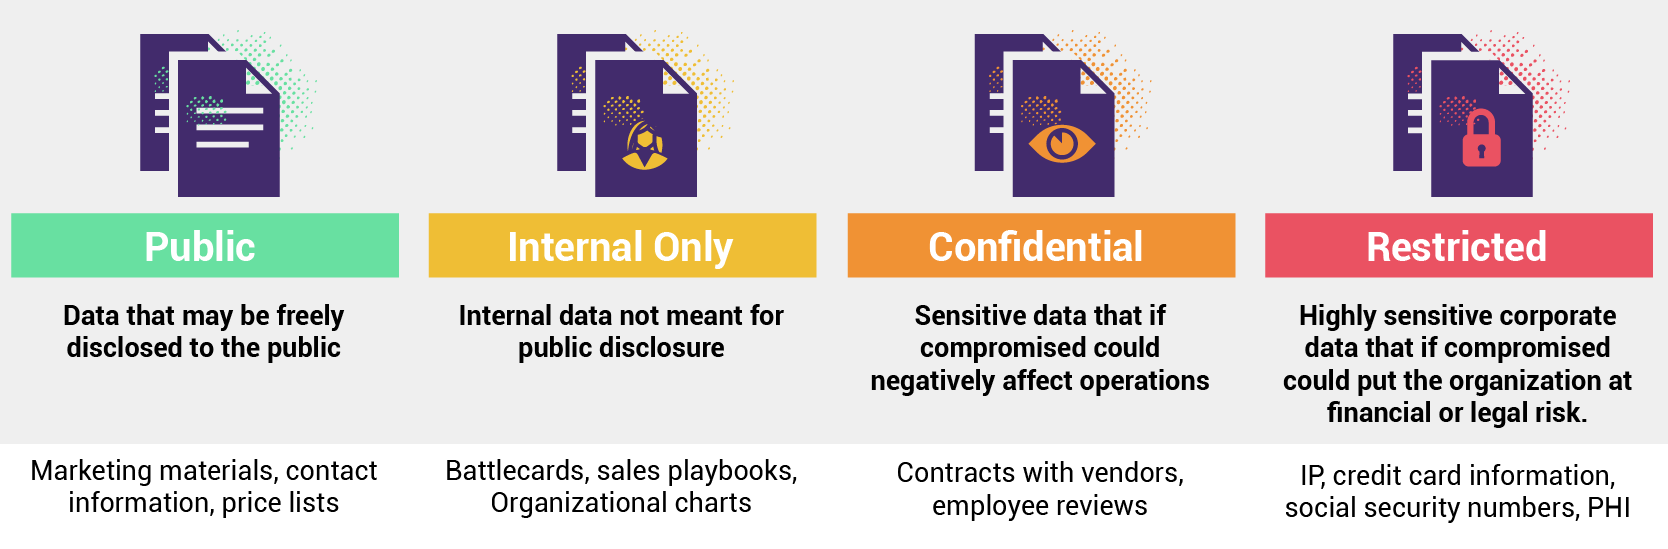 Public
Data that may be freely
disclosed to the public
Marketing materials, contact
information, price lists
Internal Only
Internal data not meant for
public disclosure
Battlecards, sales playbooks,
Organizational charts
Confidential
Sensitive data that if
compromised could
negatively affect operations
Contracts with vendors,
employee reviews
Restricted
Highly sensitive corporate
data that if compromised
could put the organization at
financial or legal risk.
IP, credit card information,
social security numbers, PHI